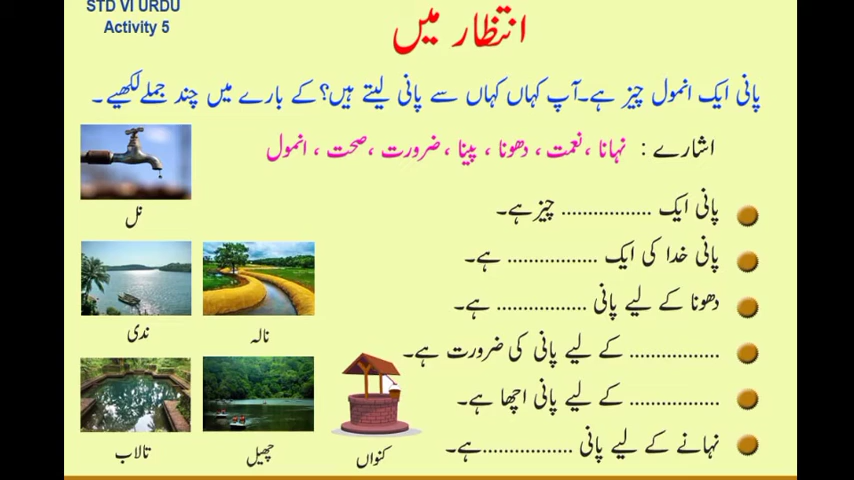 STD VI URDU
Activity 5
انتظار میں
پانی ایک انمول چیز ہے۔آپ کہاں کہاں سے پانی لیتے ہیں؟ کے بارے میں چند جملے لکھیے۔
اشارے : نہانا ، نعمت ، دھونا ، پینا ، ضرورت ، صحت ، انمول
پانی ایک ................. چیز ہے۔
پانی خدا کی ایک ................. ہے۔
دھونا کے لیے پانی ................. ہے۔
................. کے لیے پانی کی ضرورت ہے۔
................. کے لیے پانی اچھا ہے۔
نہانے کے لیے پانی .................ہے۔
نل
نالہ
ندی
کنواں
جھیل
تالاب